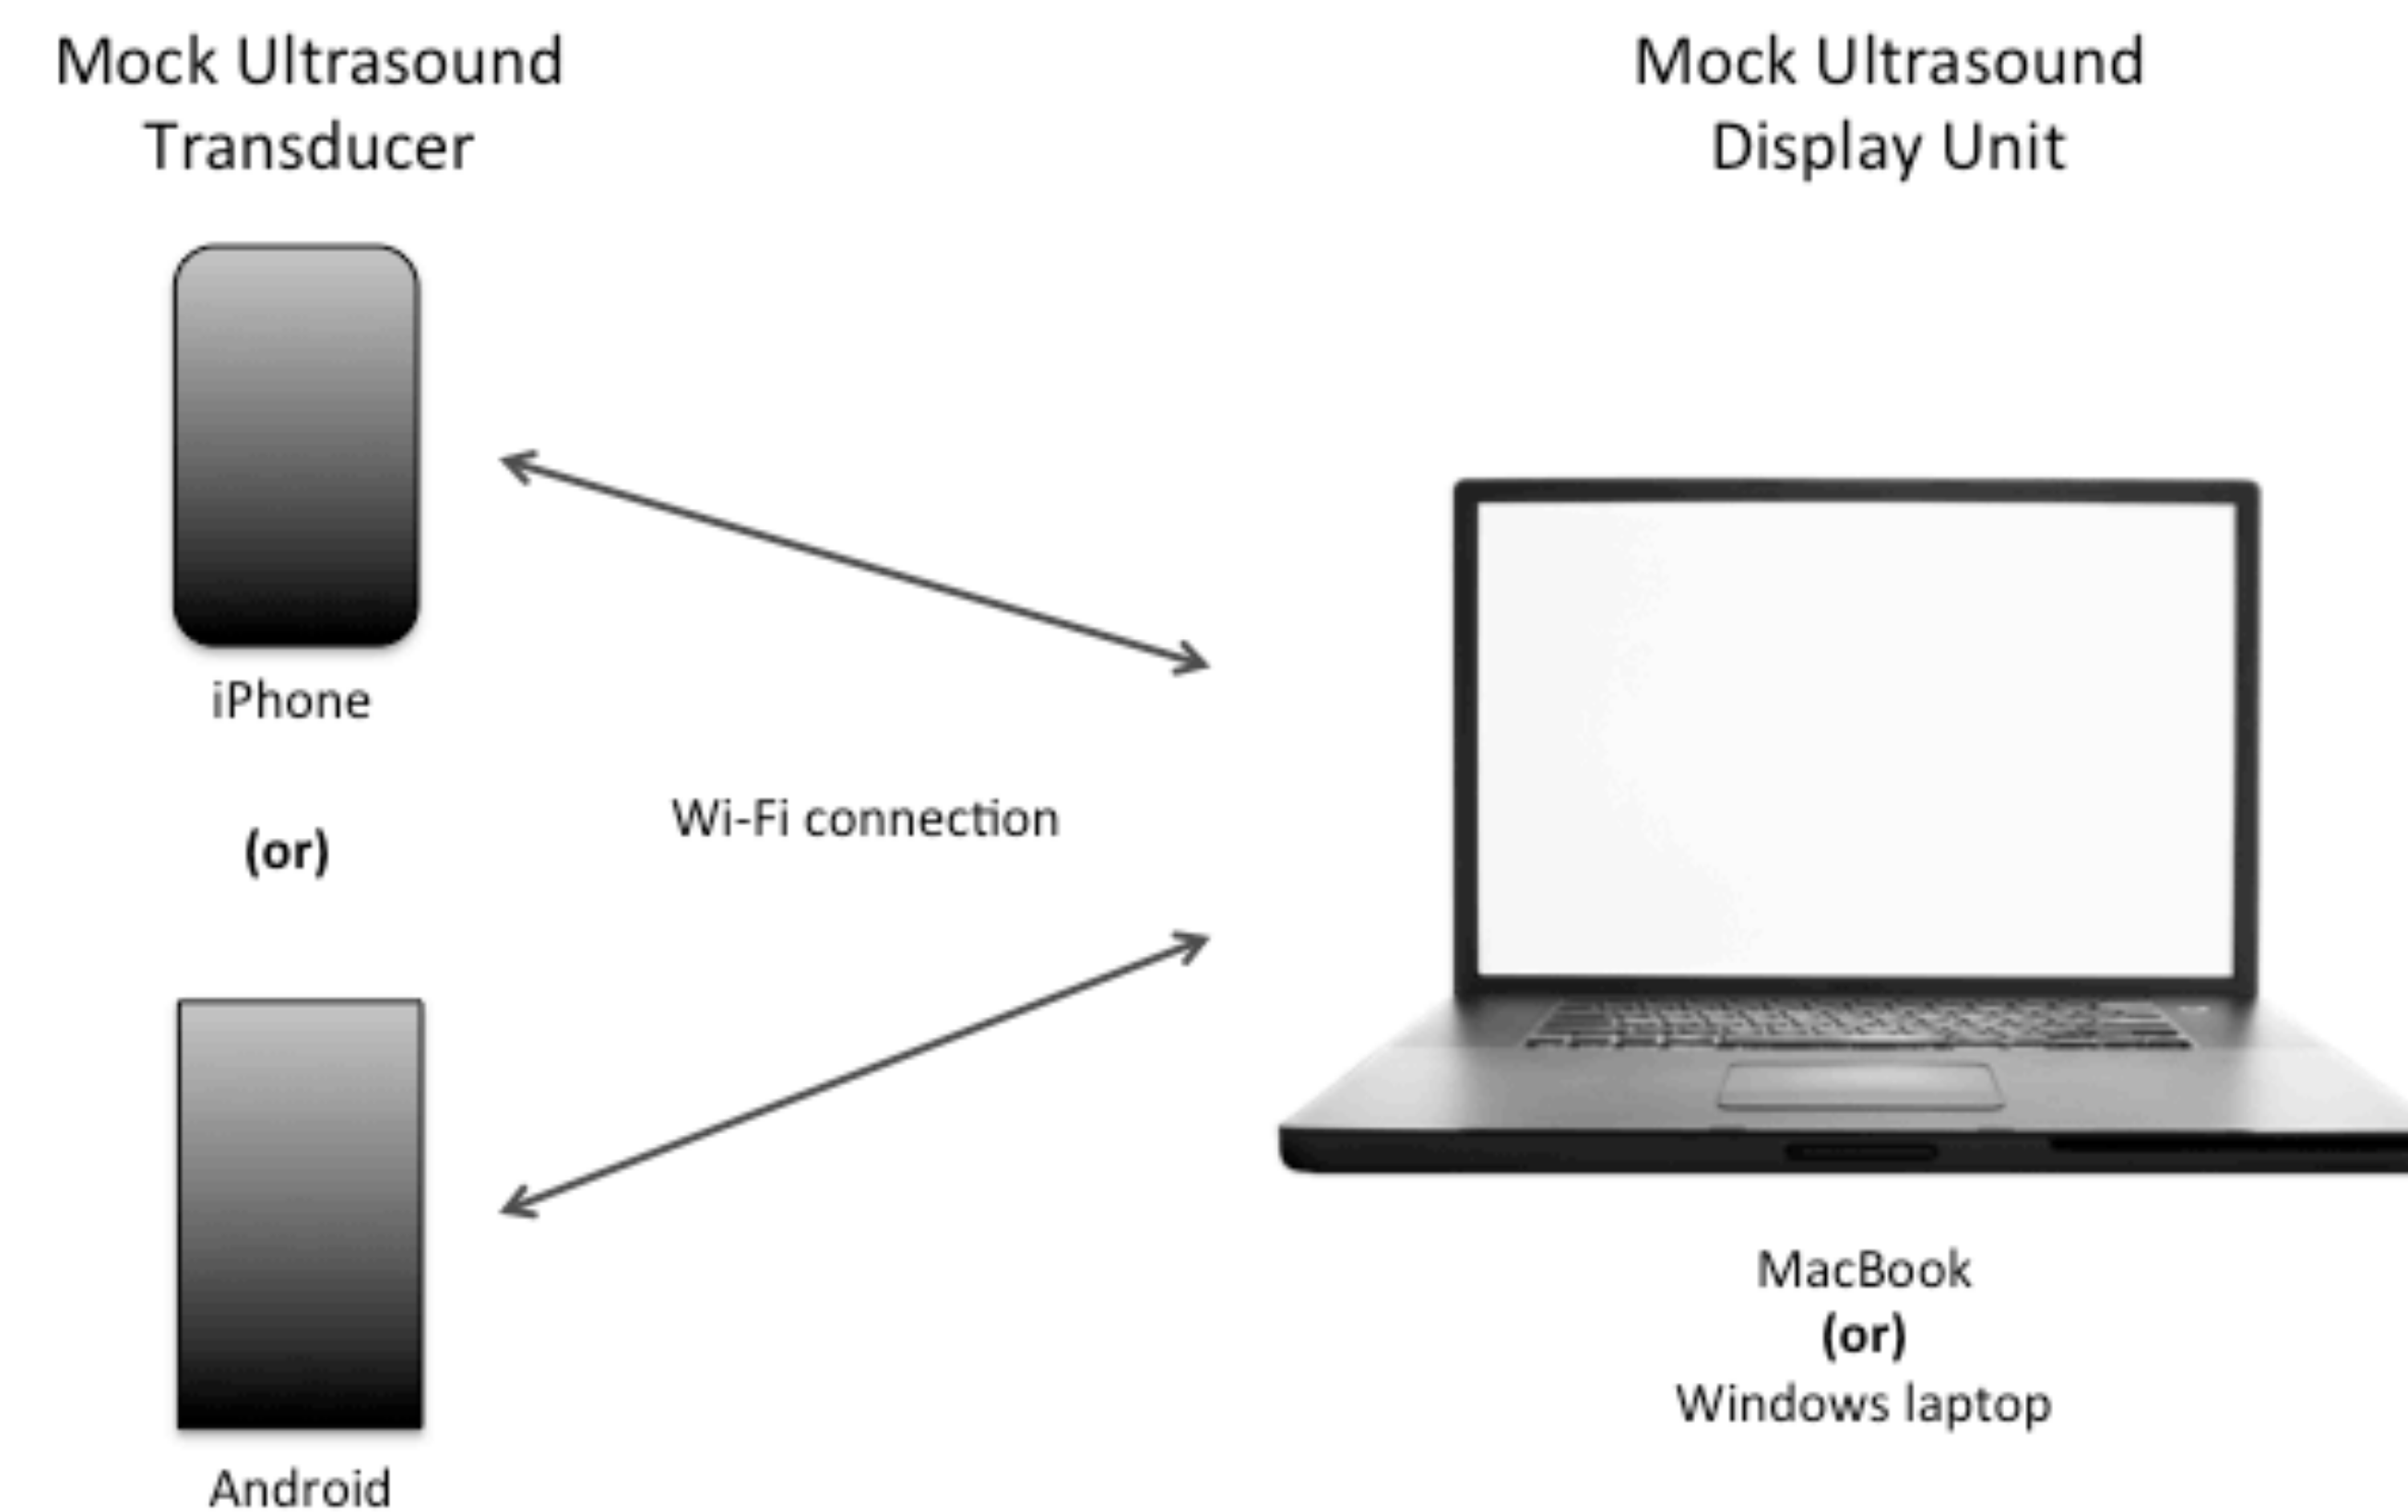 Mock Ultrasound
Transducer
iPhone
(or)
Android
Wi-Fi connection
Mock Ultrasound
Display Unit
MacBook
(or)
Windows laptop